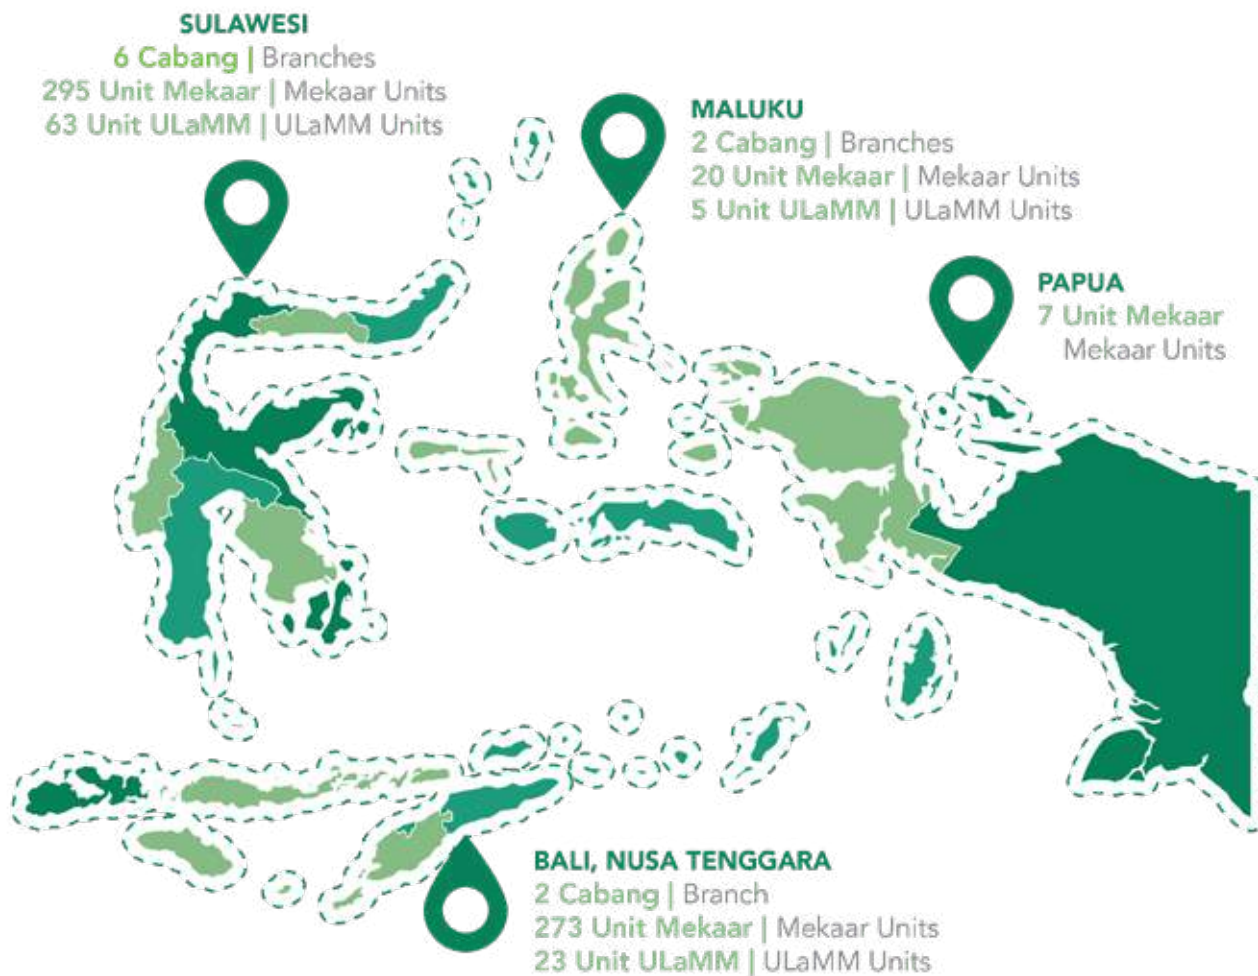 SULAWESI
6 Cabang | Branches
295 Unit Mekaar | Mekaar Units
63 Unit ULaMM | ULaMM Units
MALUKU
2 Cabang | Branches
20 Unit Mekaar | Mekaar Units
5 Unit ULaMM | ULaMM Units
PAPUA
7 Unit Mekaar
Mekaar Units
BALI, NUSA TENGGARA
2 Cabang | Branch
273 Unit Mekaar | Mekaar Units
23 Unit ULaMM | ULaMM Units